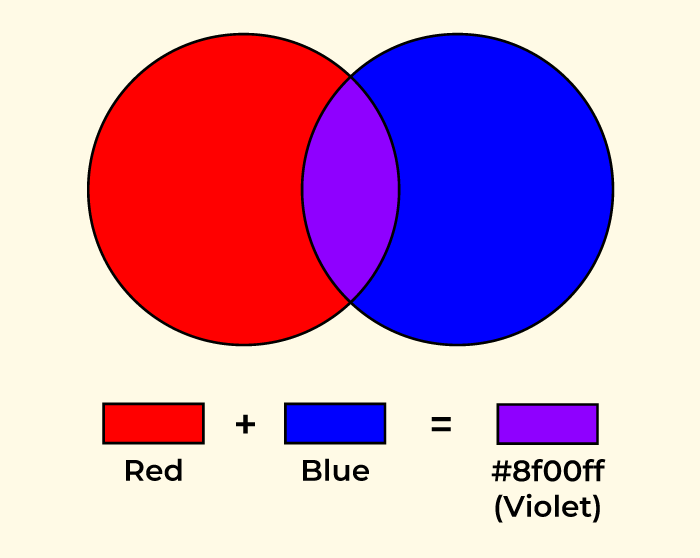 + =
Red Blue #8f00ff
(Violet)